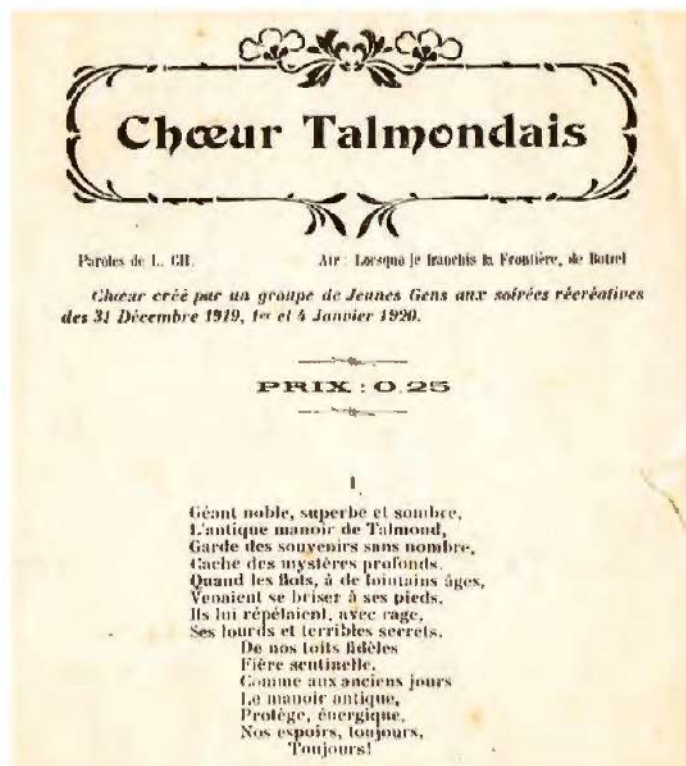 Chœur Talmondais
Paroles de L. CH. Air : Lorsque je franchis la Frontière, de Botrel
Chœur créé par un groupe de Jeunes Gens aux soirées récréatives
des 31 Décembre 1919, 1er et 4 Janvier 1920.
PRIX : 0.25
I
Géant noble, superbe et sombre,
L'antique manoir de Talmond,
Garde des souvenirs sans nombre,
Cache des mystères profonds.
Quand les flots, à de lointains âges,
Venaient se briser à ses pieds,
Ils lui répétaient, avec rage,
Ses lourds et terribles secrets.
De nos toits fidèles
Fière sentinelle,
Comme aux anciens jours
Le manoir antique,
Protège, énergique,
Nos espoirs, toujours,
Toujours!